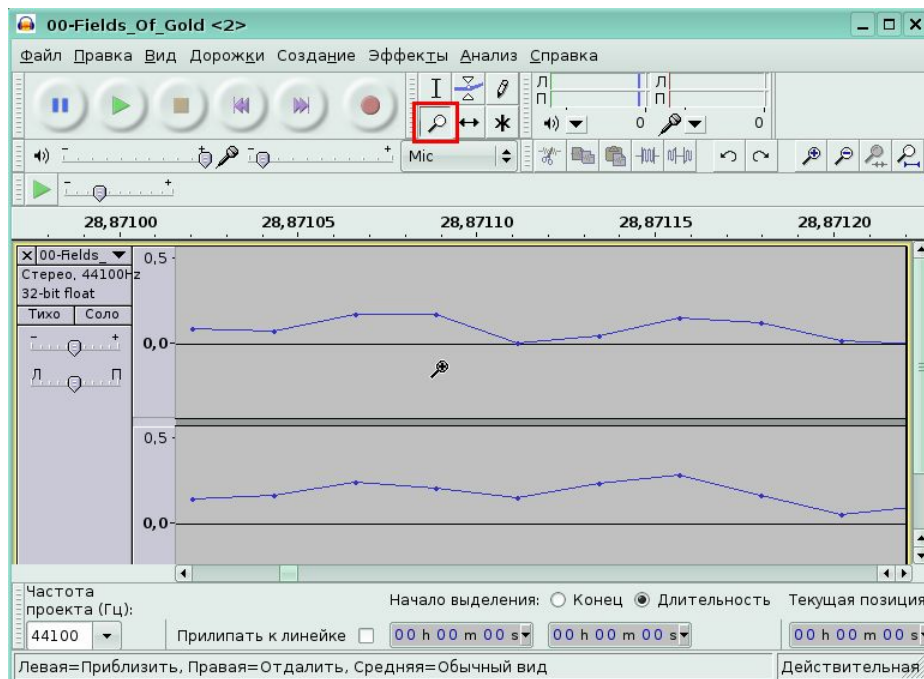 00-Fields_Of_Gold <2>
Файл Правка Вид Дорожки Создание Эффекты Анализ Справка
Л Л
П П
0 0
Mic
28,87100 28,87105 28,87110 28,87115 28,87120
00-Fields_
Стерео, 44100Hz
32-bit float
Тихо Соло
- +
Л П
0,5
0,0
0,5
0,0
Частота
проекта (Гц):
Начало выделения: Конец Длительность Текущая позиция
44100 Прилипать к линейке 00 h 00 m 00 s 00 h 00 m 00 s 00 h 00 m 00 s
Левая=Приблизить, Правая=Отдалить, Средняя=Обычный вид Действительная